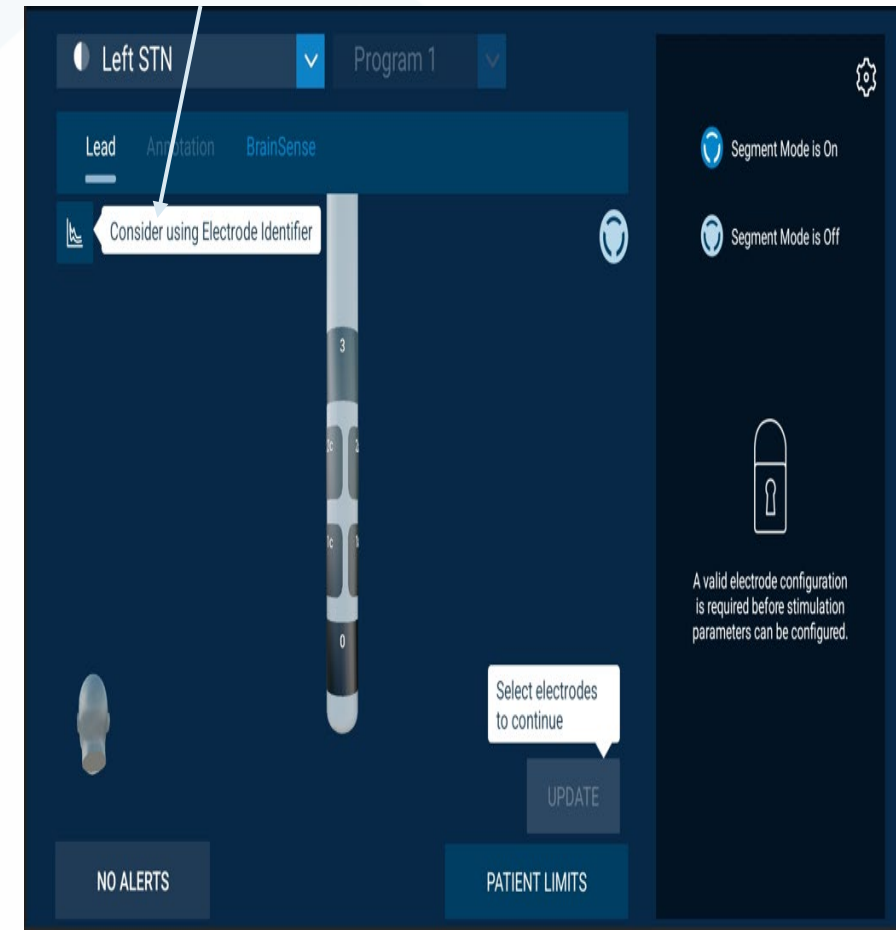 Left STN
Program 1
Lead
Annotation
BrainSense
Consider using Electrode Identifier
Segment Mode is On
Segment Mode is Off
3
2c
1c
0
A valid electrode configuration
is required before stimulation
parameters can be configured.
Select electrodes
to continue
UPDATE
NO ALERTS
PATIENT LIMITS